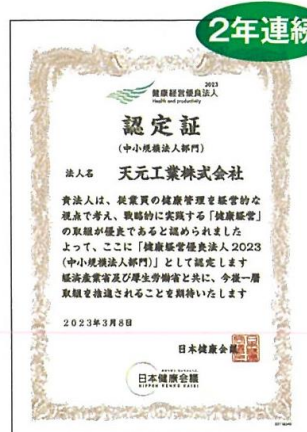 2年連続
2023
健康経営優良法人
Health and productivity
認定証
(中小規模法人部門)
法人名 天元工業株式会社
貴法人は、従業員の健康管理を経営的な
視点で考え、戦略的に実践する「健康経営」
の取組が優良であると認められました
よって、ここに「健康経営優良法人2023
(中小規模法人部門)」として認定します
経済産業省及び厚生労働省と共に、今後一層
取組を推進されることを期待いたします
2023年3月8日
日本健康会議
日本健康会議
NIPPON KENKO KAIGI